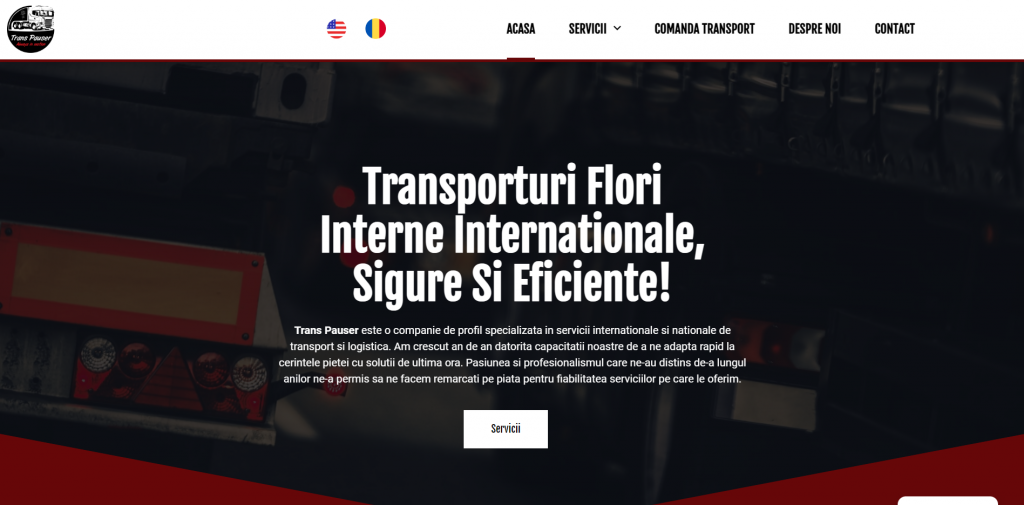 Trans Pauser
ACASA
SERVICII
COMANDA TRANSPORT
DESPRE NOI
CONTACT
Transporturi Flori
Interne Internationale,
Sigure Si Eficiente!
Trans Pauser este o companie de profil specializata in servicii internationale si nationale de
transport si logistica. Am crescut an de an datorita capacitatii noastre de a ne adapta rapid la
cerintele pietei cu solutii de ultima ora. Pasiunea si profesionalismul care ne-au distins de-a lungul
anilor ne-a permis sa ne facem remarcati pe piata pentru fiabilitatea serviciilor pe care le oferim.
Servicii